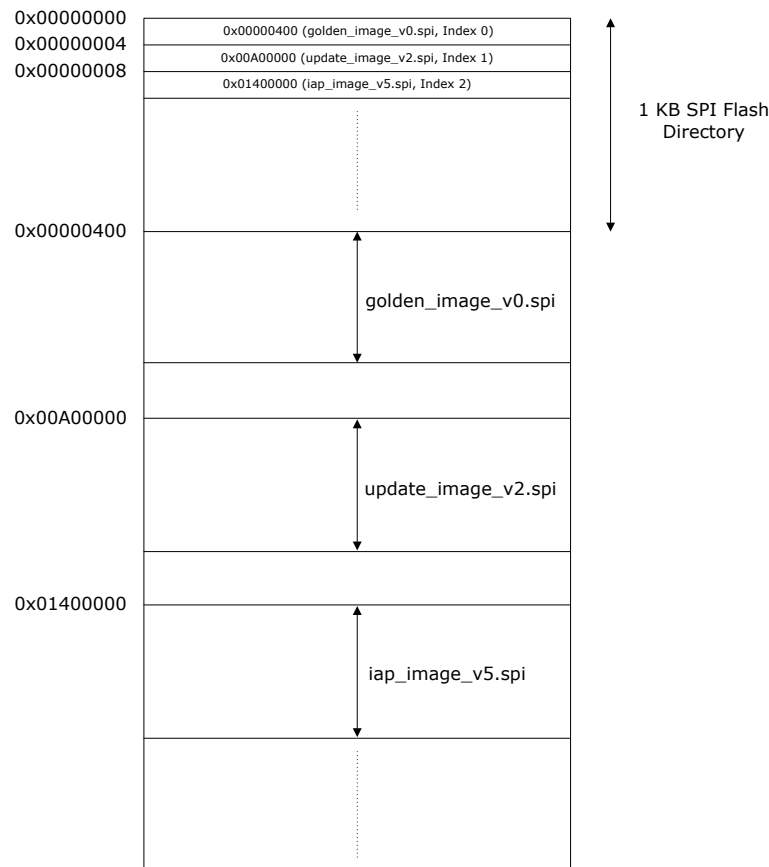 0x00000000
0x00000400 (golden_image_v0.spi, Index 0)
0x00000004
0x00A00000 (update_image_v2.spi, Index 1)
0x00000008
0x01400000 (iap_image_v5.spi, Index 2)
1 KB SPI Flash
Directory
0x00000400
golden_image_v0.spi
0x00A00000
update_image_v2.spi
0x01400000
iap_image_v5.spi